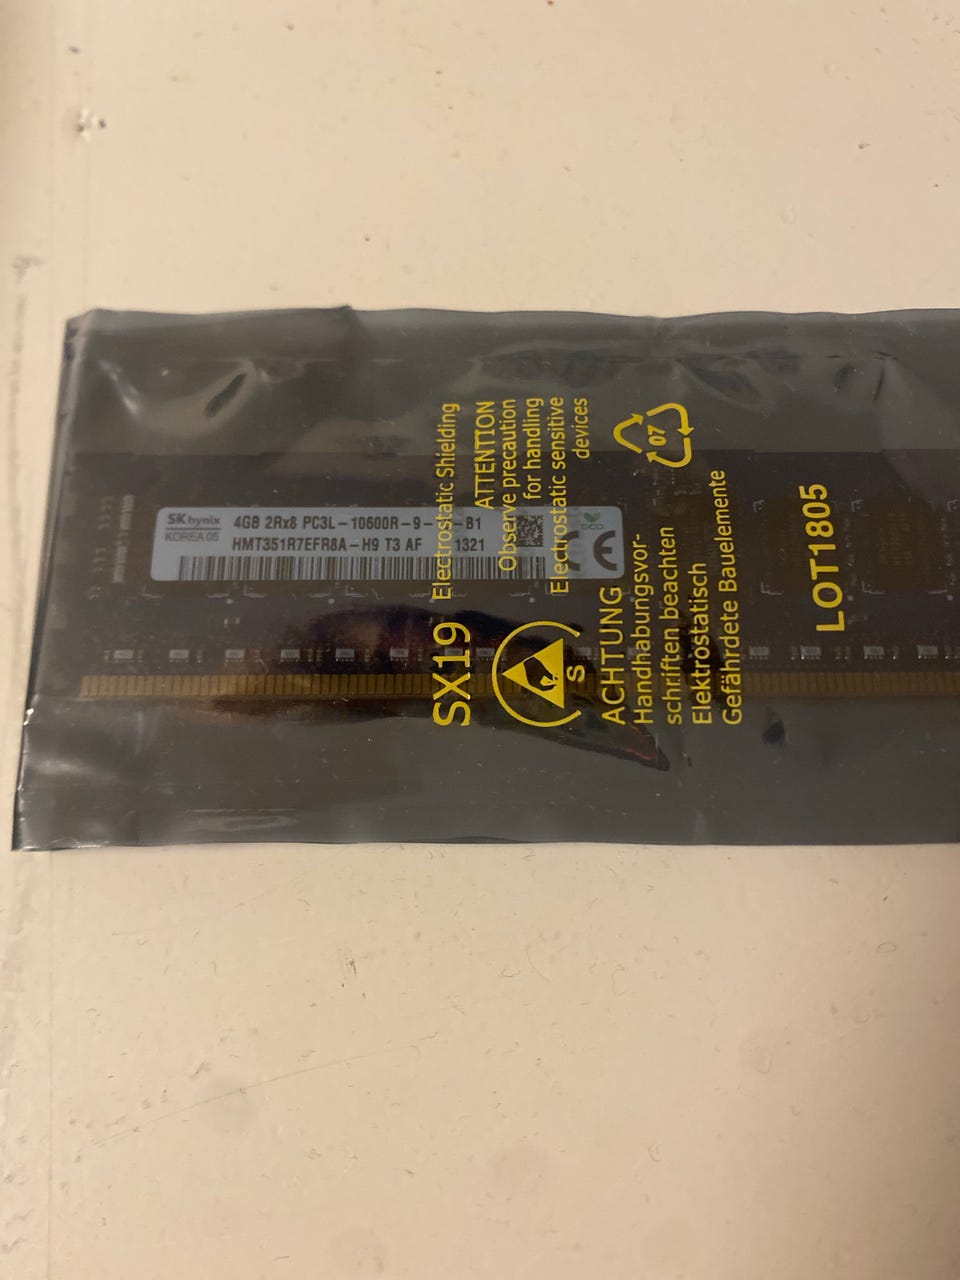 SK hynix
KOREA 05
4GB 2Rx8 PC3L-10600R-9- -B1
HMT351R7EFR8A-H9 T3 AF 1321
CE
SX19 Electrostatic Shielding
ATTENTION
Observe precaution
for handling
Electrostatic sensitive
devices
S
ACHTUNG
Handhabungsvor-
schriften beachten
Elektrostatisch
Gefährdete Bauelemente
07
LOT1805